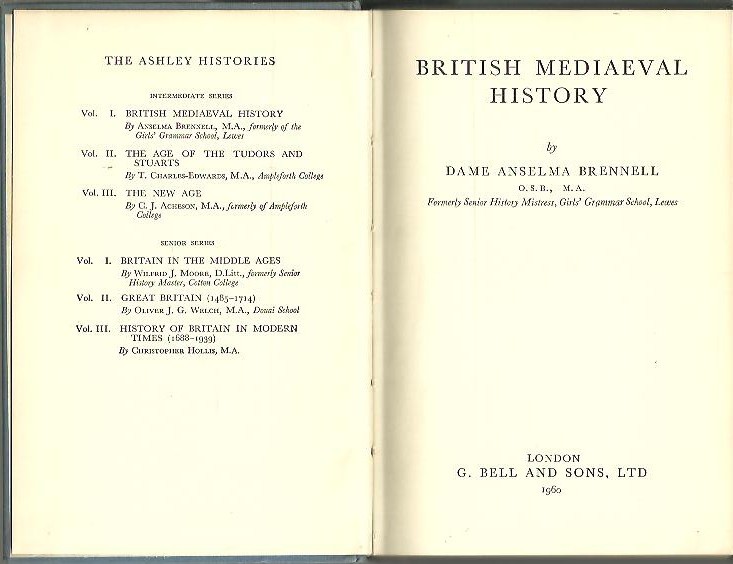 THE ASHLEY HISTORIES
INTERMEDIATE SERIES
Vol. I. BRITISH MEDIAEVAL HISTORY
By Anselma Brennell, M.A., formerly of the
Girls' Grammar School, Lewes
Vol. II. THE AGE OF THE TUDORS AND
STUARTS
By T. Charles-Edwards, M.A., Ampleforth College
Vol. III. THE NEW AGE
By C. J. Acheson, M.A., formerly of Ampleforth
College
SENIOR SERIES
Vol. I. BRITAIN IN THE MIDDLE AGES
By Wilfrid J. Moore, D.Litt., formerly Senior
History Master, Cotton College
Vol. II. GREAT BRITAIN (1485–1714)
By Oliver J. G. Welch, M.A., Douai School
Vol. III. HISTORY OF BRITAIN IN MODERN
TIMES (1688–1939)
By Christopher Hollis, M.A.
BRITISH MEDIAEVAL
HISTORY
by
DAME ANSELMA BRENNELL
O.S.B., M.A.
Formerly Senior History Mistress, Girls' Grammar School, Lewes
LONDON
G. BELL AND SONS, LTD
1960